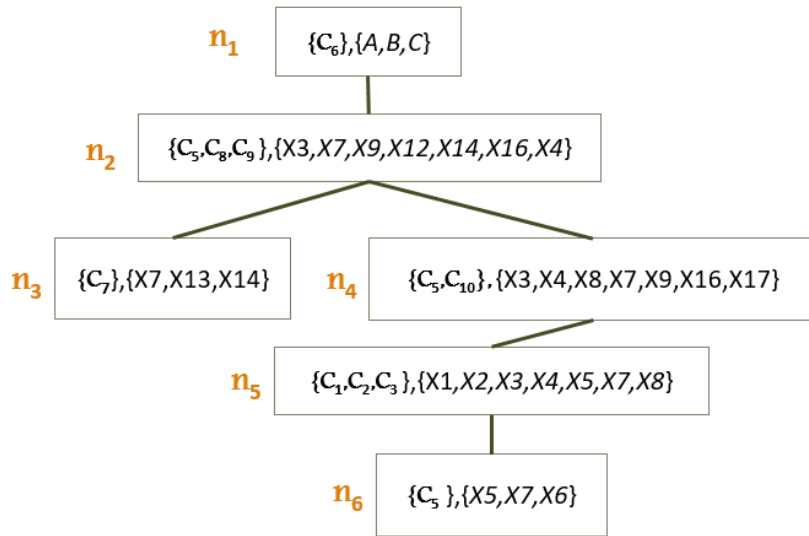 n₁ {C₆},{A,B,C}
n₂ {C₅,C₈,C₉},{X3,X7,X9,X12,X14,X16,X4}
n₃ {C₇},{X7,X13,X14}
n₄ {C₅,C₁₀},{X3,X4,X8,X7,X9,X16,X17}
n₅ {C₁,C₂,C₃},{X1,X2,X3,X4,X5,X7,X8}
n₆ {C₅},{X5,X7,X6}